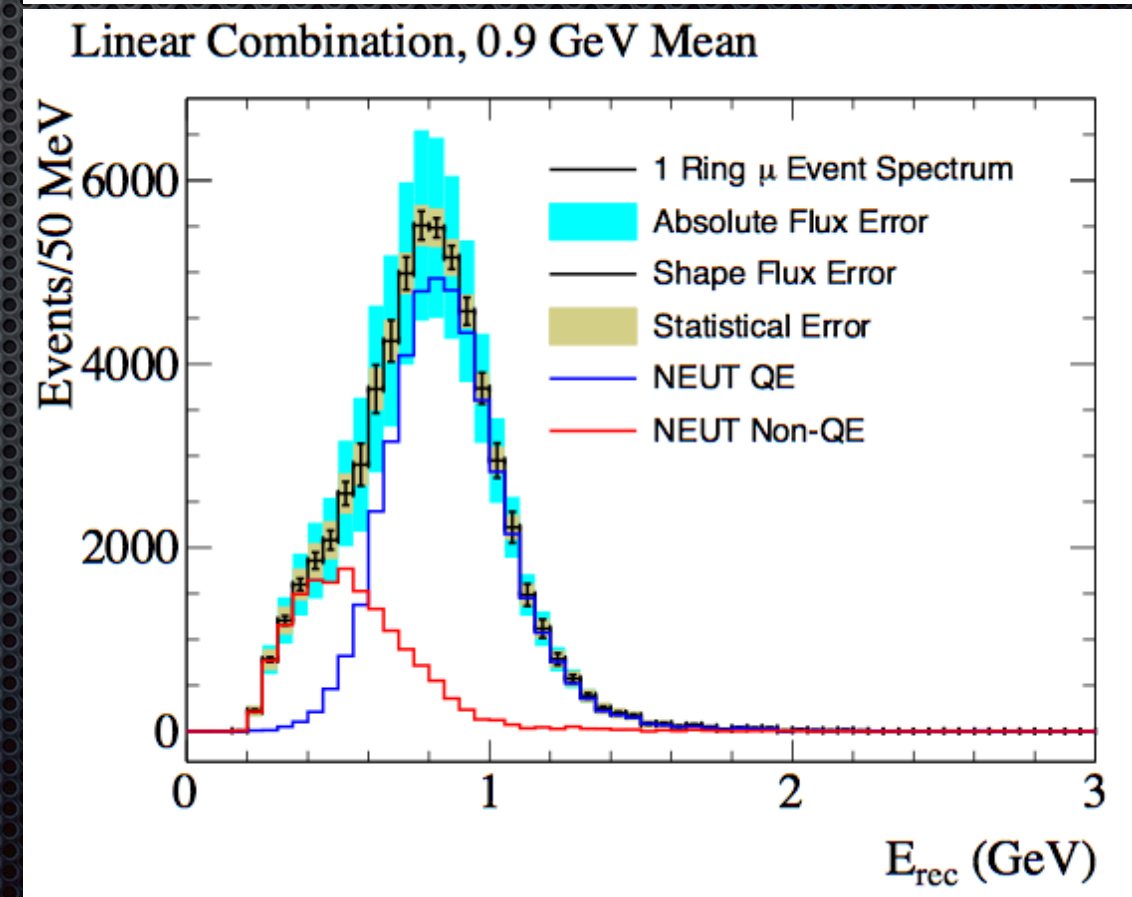 Linear Combination, 0.9 GeV Mean
Events/50 MeV
6000
4000
2000
0
1 Ring μ Event Spectrum
Absolute Flux Error
Shape Flux Error
Statistical Error
NEUT QE
NEUT Non-QE
0 1 2 3
E_rec (GeV)